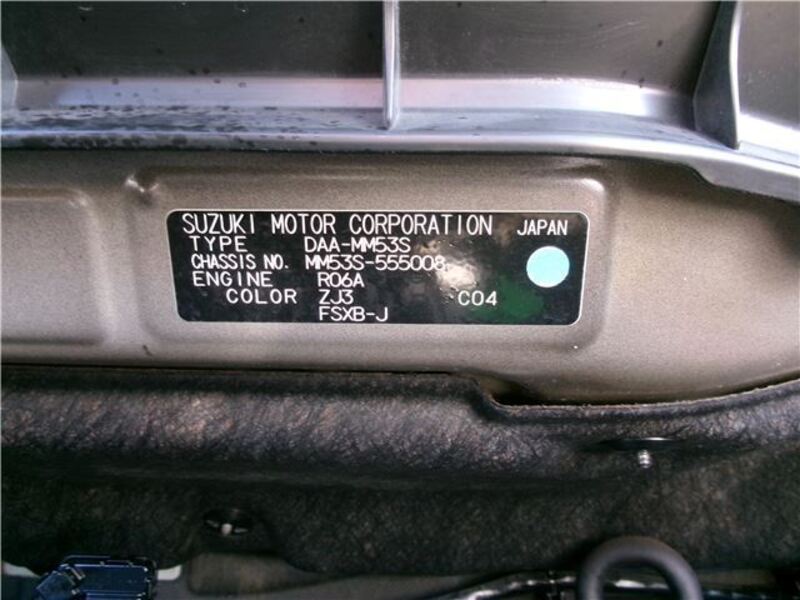 SUZUKI MOTOR CORPORATION JAPAN
TYPE DAA-MM53S
CHASSIS NO. MM53S-555008
ENGINE R06A
COLOR ZJ3 C04
FSXB-J